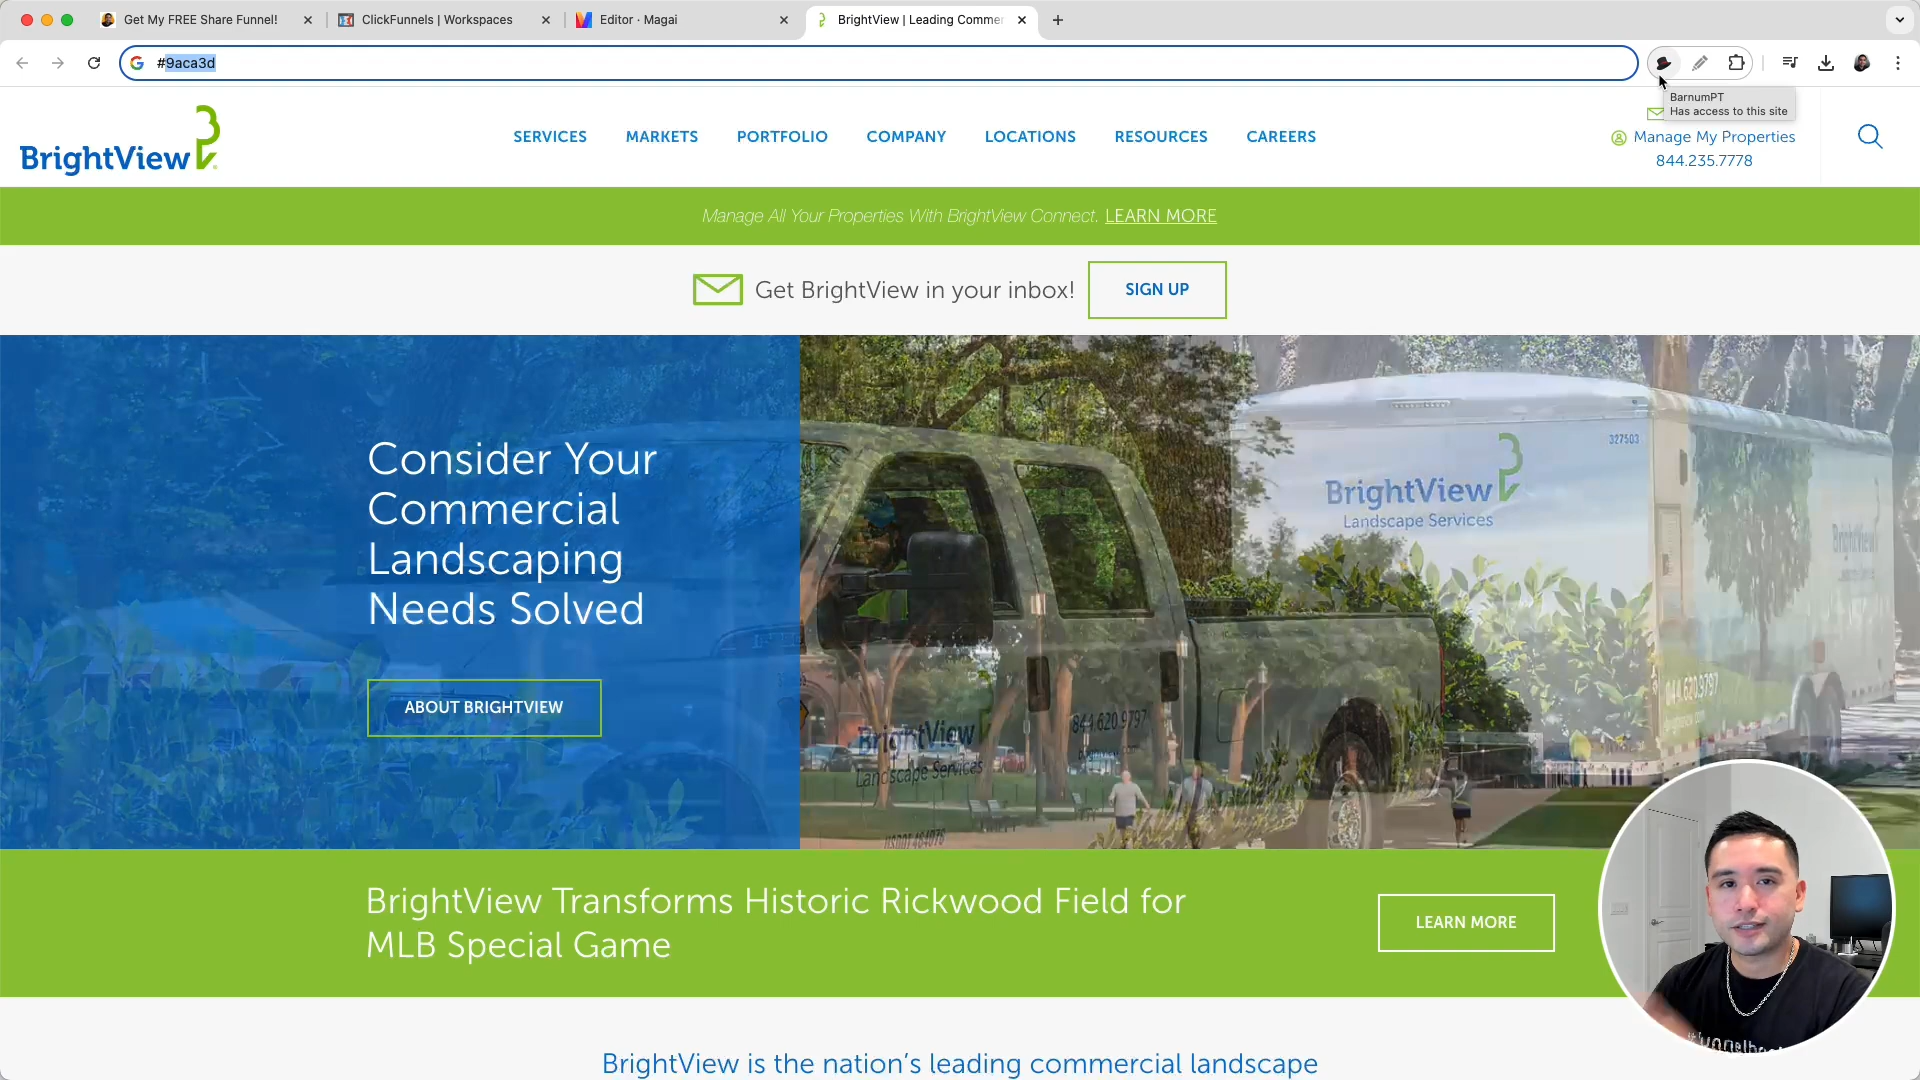 Get My FREE Share Funnel!
ClickFunnels | Workspaces
Editor · Magai
BrightView | Leading Commer
#9aca3d
BarnumPT
Has access to this site
BrightView
SERVICES
MARKETS
PORTFOLIO
COMPANY
LOCATIONS
RESOURCES
CAREERS
Manage My Properties
844.235.7778
Manage All Your Properties With BrightView Connect. LEARN MORE
Get BrightView in your inbox!
SIGN UP
Consider Your
Commercial
Landscaping
Needs Solved
ABOUT BRIGHTVIEW
327503
BrightView
Landscape Services
BrightView
844.620.9797
BrightView
Landscape Services
844.620.9797
BrightView Transforms Historic Rickwood Field for
MLB Special Game
LEARN MORE
BrightView is the nation's leading commercial landscape